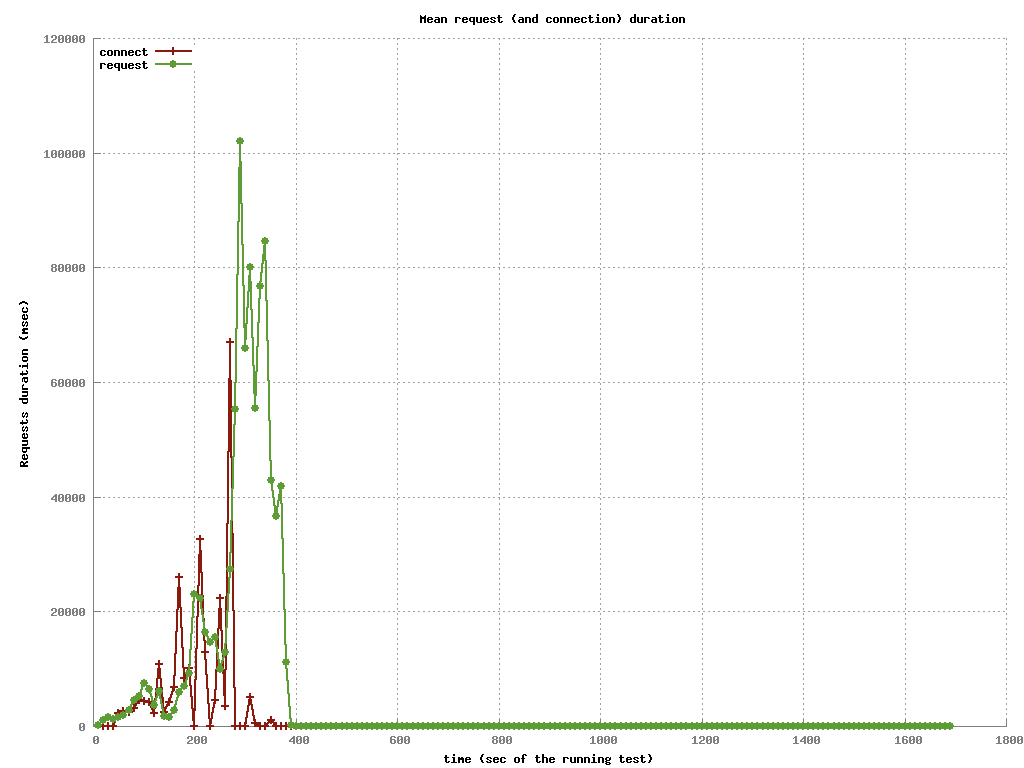 Mean request (and connection) duration
120000
connect
request
100000
80000
60000
40000
20000
0
Requests duration (msec)
0 200 400 600 800 1000 1200 1400 1600 1800
time (sec of the running test)